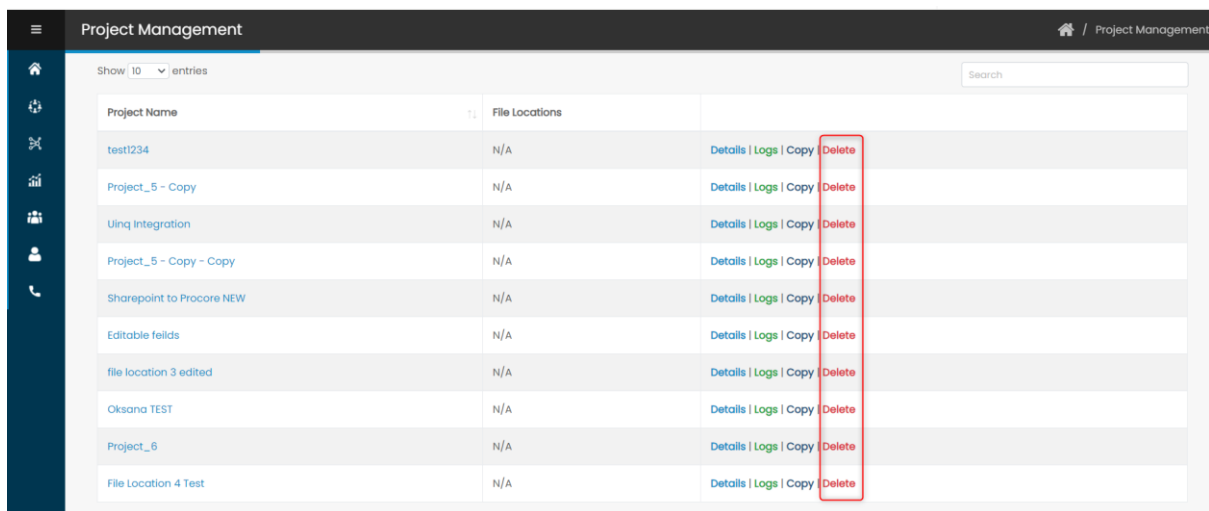 Project Management
/ Project Management
Show 10 entries
Search
Project Name File Locations
test1234 N/A Details | Logs | Copy | Delete
Project_5 - Copy N/A Details | Logs | Copy | Delete
Uinq Integration N/A Details | Logs | Copy | Delete
Project_5 - Copy - Copy N/A Details | Logs | Copy | Delete
Sharepoint to Procore NEW N/A Details | Logs | Copy | Delete
Editable feilds N/A Details | Logs | Copy | Delete
file location 3 edited N/A Details | Logs | Copy | Delete
Oksana TEST N/A Details | Logs | Copy | Delete
Project_6 N/A Details | Logs | Copy | Delete
File Location 4 Test N/A Details | Logs | Copy | Delete